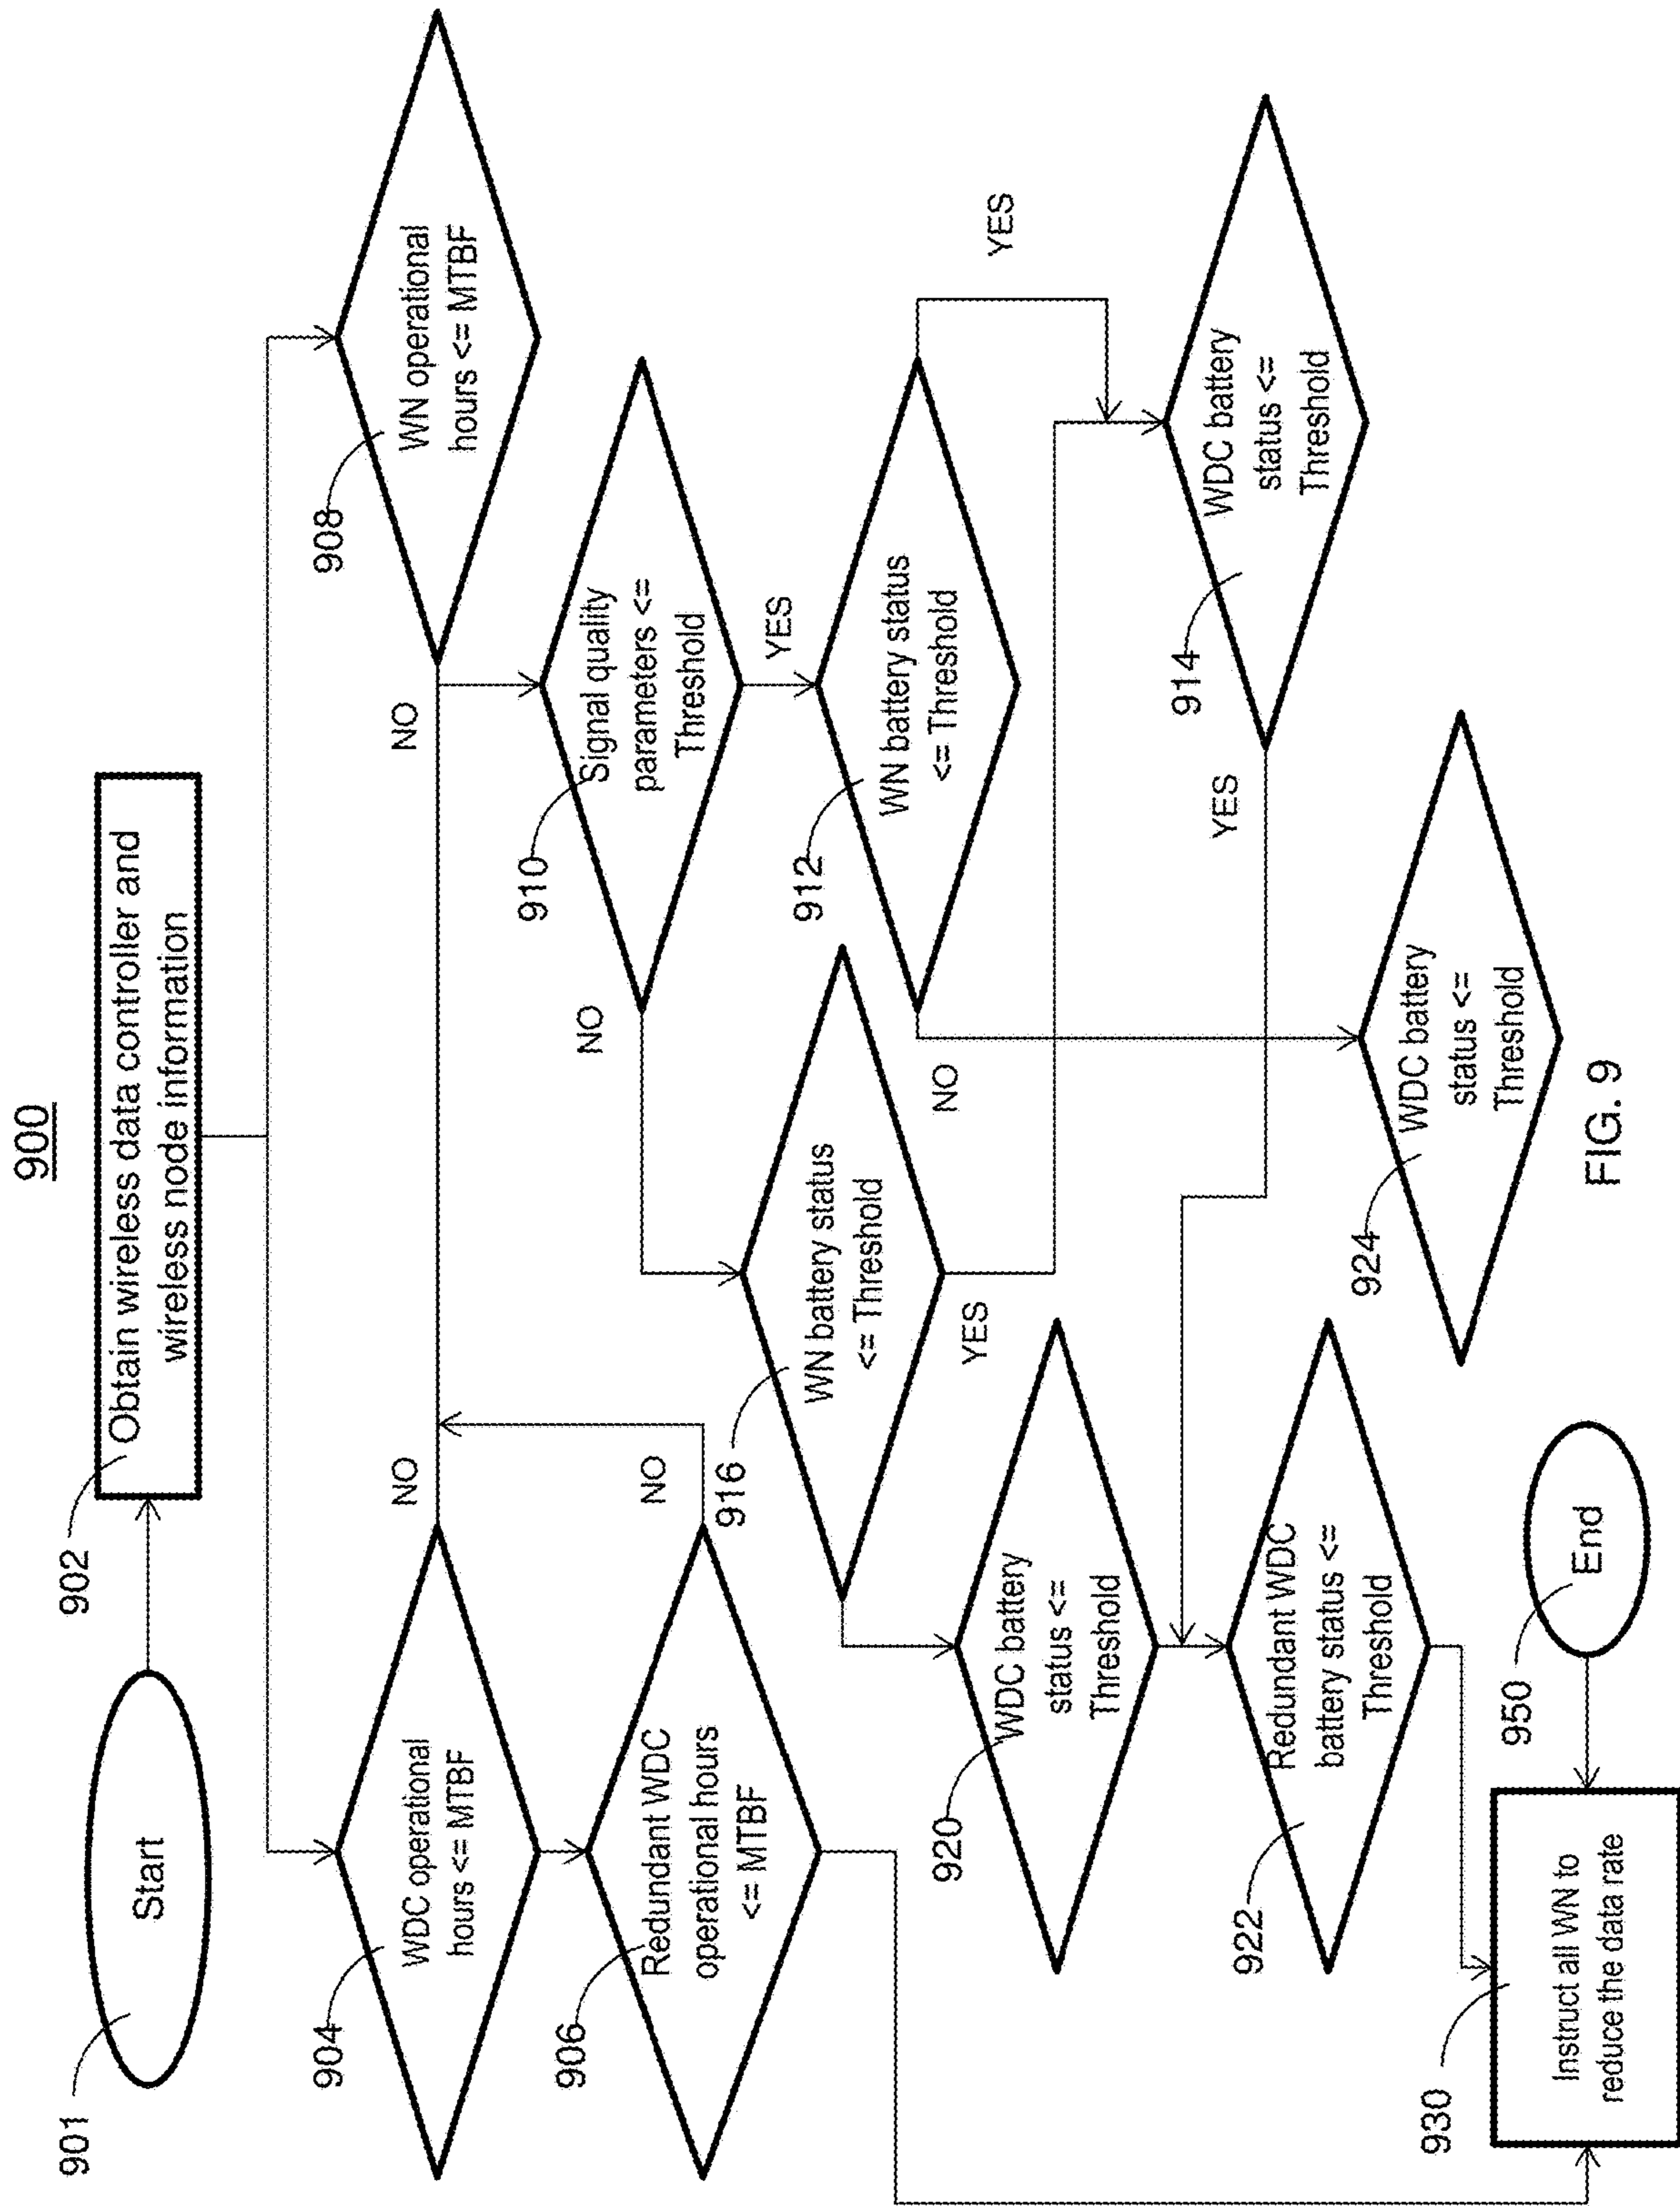 900
901
Start
902
Obtain wireless data controller and
wireless node information
904
WDC operational
hours <= MTBF
NO
NO
908
WN operational
hours <= MTBF
906
Redundant WDC
operational hours
<= MTBF
NO
910
Signal quality
parameters <=
Threshold
NO
YES
916
WN battery status
<= Threshold
YES
912
WN battery status
<= Threshold
NO
YES
920
WDC battery
status <=
Threshold
914
WDC battery
status <=
Threshold
YES
922
Redundant WDC
battery status <=
Threshold
924
WDC battery
status <=
Threshold
930
Instruct all WN to
reduce the data rate
950
End
FIG. 9